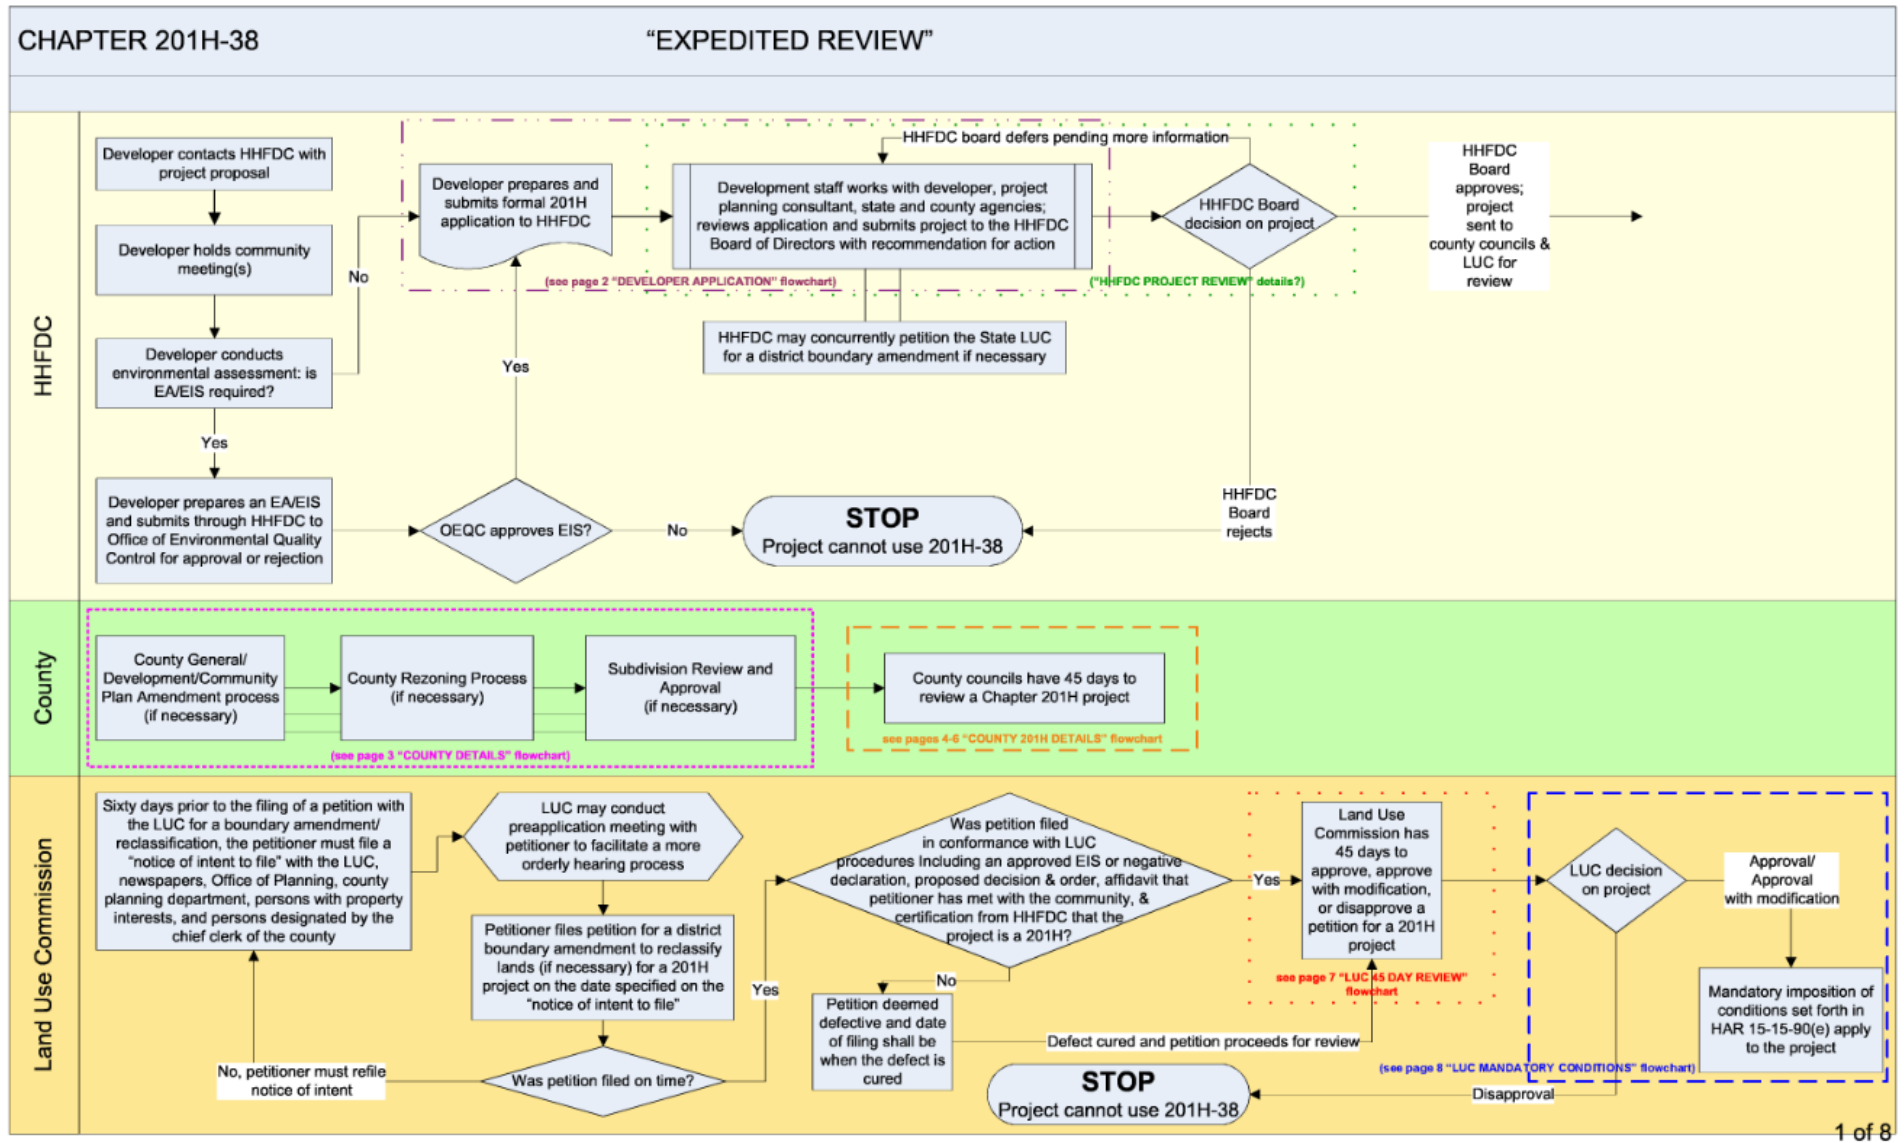 CHAPTER 201H-38
“EXPEDITED REVIEW”
HHFDC
Developer contacts HHFDC with
project proposal
Developer holds community
meeting(s)
Developer conducts
environmental assessment: is
EA/EIS required?
No
Yes
Developer prepares an EA/EIS
and submits through HHFDC to
Office of Environmental Quality
Control for approval or rejection
Developer prepares and
submits formal 201H
application to HHFDC
(see page 2 “DEVELOPER APPLICATION” flowchart)
Yes
OEQC approves EIS?
No
STOP
Project cannot use 201H-38
HHFDC board defers pending more information
Development staff works with developer, project
planning consultant, state and county agencies;
reviews application and submits project to the HHFDC
Board of Directors with recommendation for action
HHFDC may concurrently petition the State LUC
for a district boundary amendment if necessary
HHFDC Board
decision on project
(“HHFDC PROJECT REVIEW” details?)
HHFDC
Board
rejects
HHFDC
Board
approves;
project
sent to
county councils &
LUC for
review
County
County General/
Development/Community
Plan Amendment process
(if necessary)
County Rezoning Process
(if necessary)
Subdivision Review and
Approval
(if necessary)
(see page 3 “COUNTY DETAILS” flowchart)
County councils have 45 days to
review a Chapter 201H project
see pages 4-6 “COUNTY 201H DETAILS” flowchart
Land Use Commission
Sixty days prior to the filing of a petition with
the LUC for a boundary amendment/
reclassification, the petitioner must file a
“notice of intent to file” with the LUC,
newspapers, Office of Planning, county
planning department, persons with property
interests, and persons designated by the
chief clerk of the county
LUC may conduct
preapplication meeting with
petitioner to facilitate a more
orderly hearing process
Petitioner files petition for a district
boundary amendment to reclassify
lands (if necessary) for a 201H
project on the date specified on the
“notice of intent to file”
Was petition filed on time?
No, petitioner must refile
notice of intent
Yes
Was petition filed
in conformance with LUC
procedures Including an approved EIS or negative
declaration, proposed decision & order, affidavit that
petitioner has met with the community, &
certification from HHFDC that the
project is a 201H?
No
Petition deemed
defective and date
of filing shall be
when the defect is
cured
Defect cured and petition proceeds for review
Yes
Land Use
Commission has
45 days to
approve, approve
with modification,
or disapprove a
petition for a 201H
project
see page 7 “LUC 45 DAY REVIEW”
flowchart
LUC decision
on project
Approval/
Approval
with modification
Mandatory imposition of
conditions set forth in
HAR 15-15-90(e) apply
to the project
(see page 8 “LUC MANDATORY CONDITIONS” flowchart)
Disapproval
STOP
Project cannot use 201H-38
1 of 8